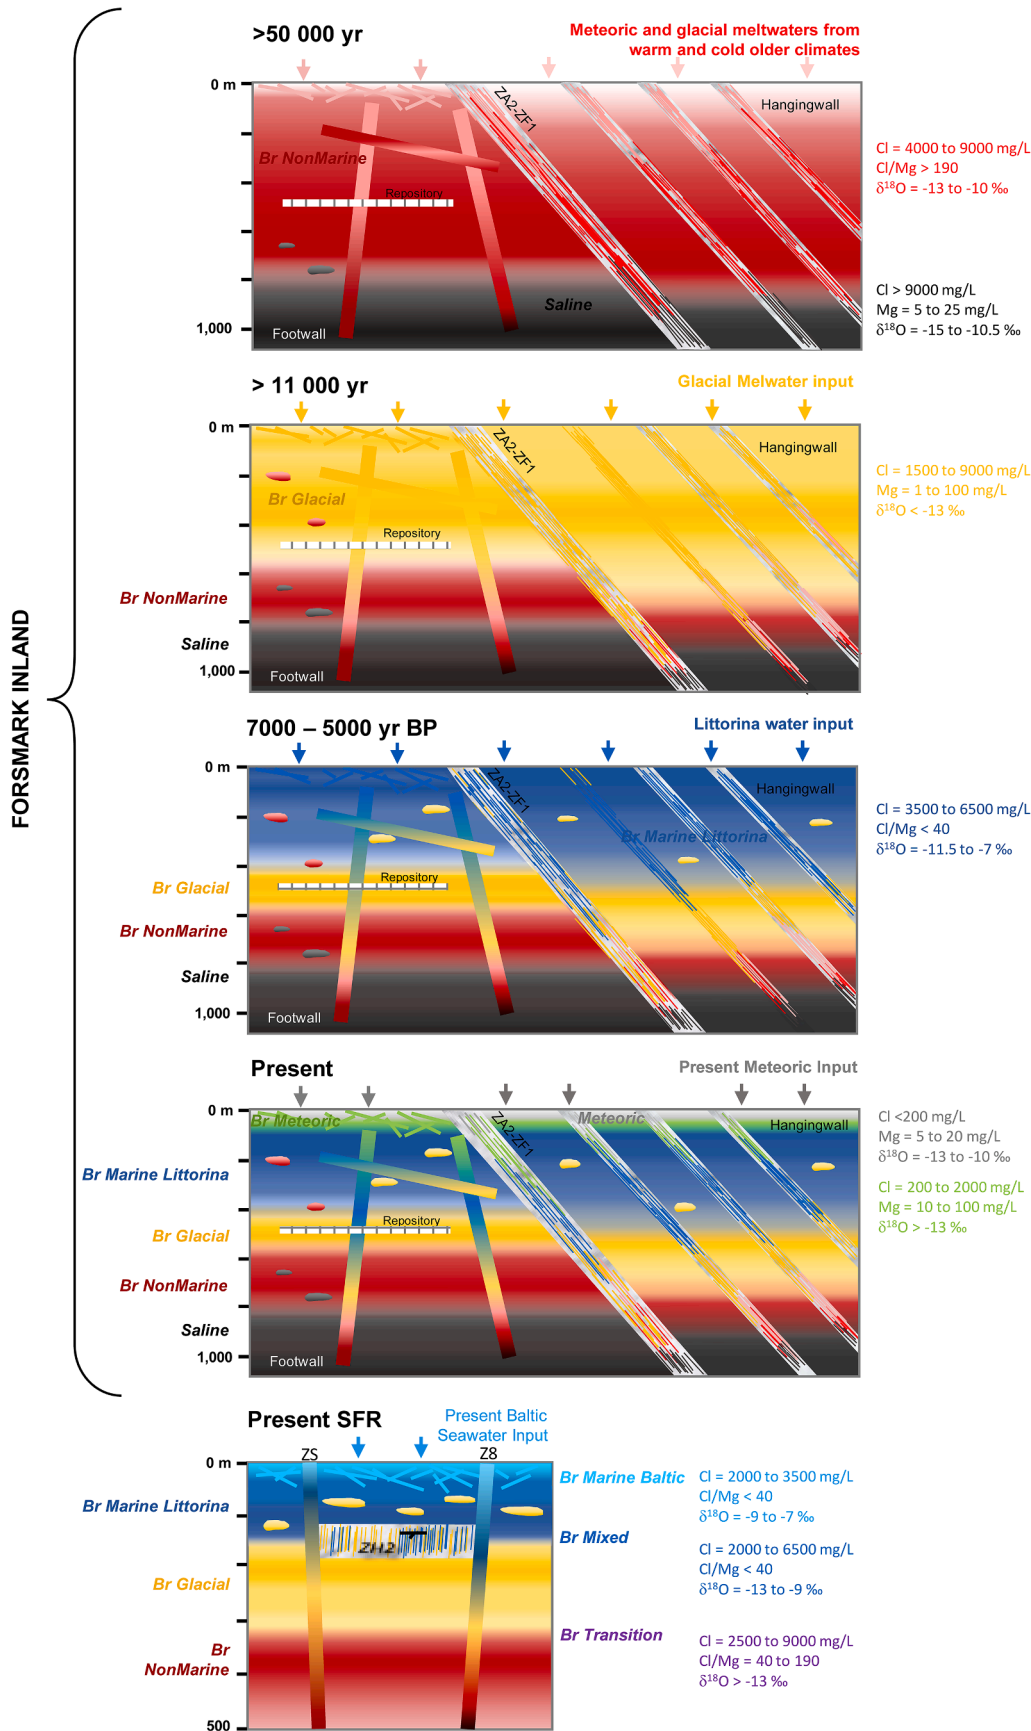 FORSMARK INLAND
>50 000 yr
Meteoric and glacial meltwaters from
warm and cold older climates
0 m
ZA2-ZF1
Hangingwall
Br NonMarine
Repository
Saline
1,000
Footwall
Cl = 4000 to 9000 mg/L
Cl/Mg > 190
δ¹⁸O = -13 to -10 ‰
Cl > 9000 mg/L
Mg = 5 to 25 mg/L
δ¹⁸O = -15 to -10.5 ‰
> 11 000 yr
Glacial Melwater input
0 m
ZA2-ZF1
Hangingwall
Br Glacial
Repository
Br NonMarine
Saline
1,000
Footwall
Cl = 1500 to 9000 mg/L
Mg = 1 to 100 mg/L
δ¹⁸O < -13 ‰
7000 – 5000 yr BP
Littorina water input
0 m
ZA2-ZF1
Hangingwall
Br Marine Littorina
Repository
Br Glacial
Br NonMarine
Saline
1,000
Footwall
Cl = 3500 to 6500 mg/L
Cl/Mg < 40
δ¹⁸O = -11.5 to -7 ‰
Present
Present Meteoric Input
0 m
Br Meteoric
ZA2-ZF1
Meteoric
Hangingwall
Br Marine Littorina
Repository
Br Glacial
Br NonMarine
Saline
1,000
Footwall
Cl <200 mg/L
Mg = 5 to 20 mg/L
δ¹⁸O = -13 to -10 ‰
Cl = 200 to 2000 mg/L
Mg = 10 to 100 mg/L
δ¹⁸O > -13 ‰
Present SFR
Present Baltic
Seawater Input
ZS
Z8
0 m
Br Marine Littorina
ZH2
Br Glacial
Br
NonMarine
500
Br Marine Baltic
Cl = 2000 to 3500 mg/L
Cl/Mg < 40
δ¹⁸O = -9 to -7 ‰
Br Mixed
Cl = 2000 to 6500 mg/L
Cl/Mg < 40
δ¹⁸O = -13 to -9 ‰
Br Transition
Cl = 2500 to 9000 mg/L
Cl/Mg = 40 to 190
δ¹⁸O > -13 ‰